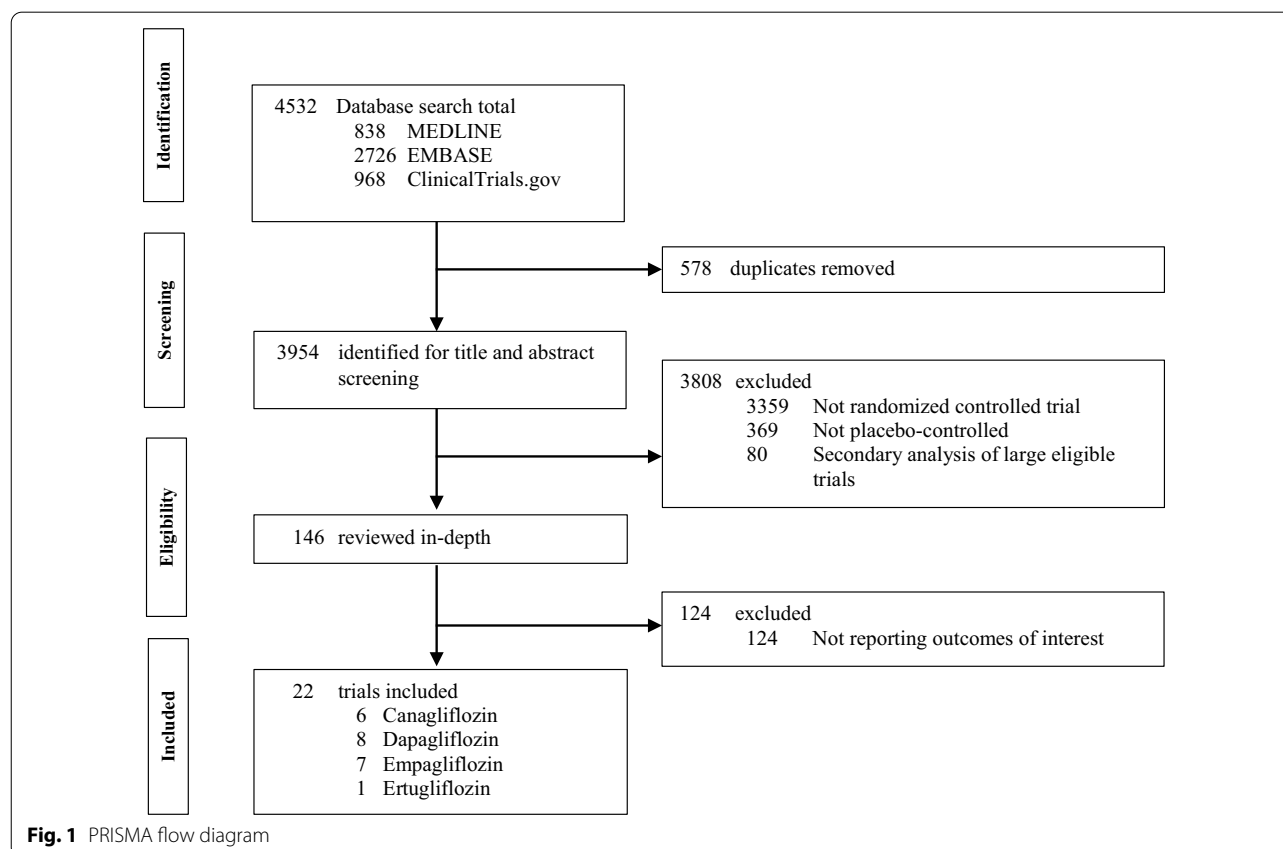 Identification
4532 Database search total
838 MEDLINE
2726 EMBASE
968 ClinicalTrials.gov
578 duplicates removed
Screening
3954 identified for title and abstract
screening
3808 excluded
3359 Not randomized controlled trial
369 Not placebo-controlled
80 Secondary analysis of large eligible
trials
Eligibility
146 reviewed in-depth
124 excluded
124 Not reporting outcomes of interest
Included
22 trials included
6 Canagliflozin
8 Dapagliflozin
7 Empagliflozin
1 Ertugliflozin
Fig. 1 PRISMA flow diagram